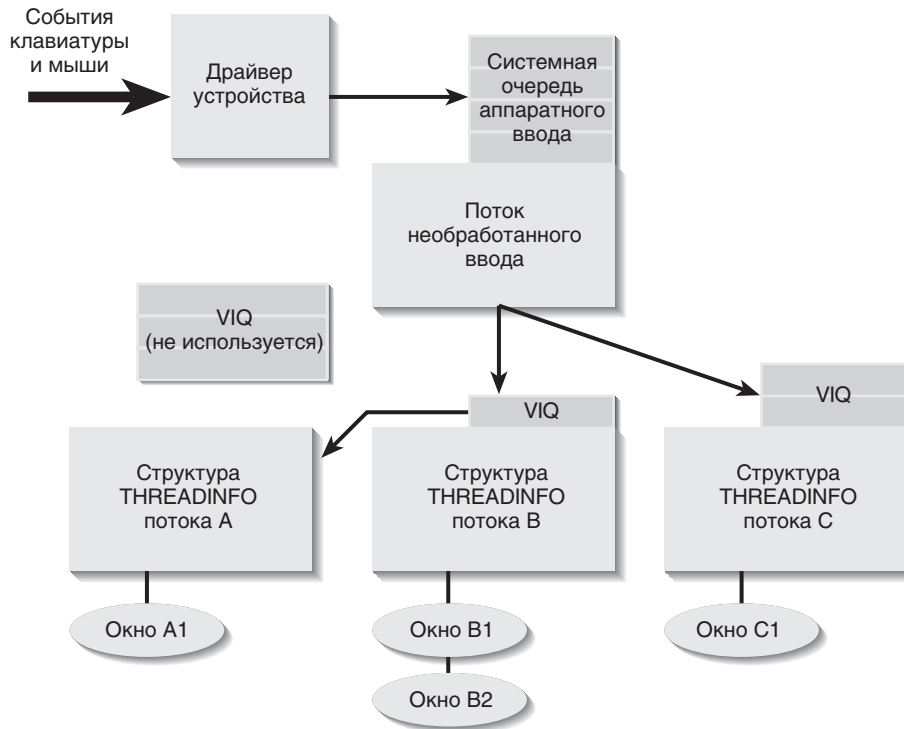 События
клавиатуры
и мыши
Драйвер
устройства
Системная
очередь
аппаратного
ввода
Поток
необработанного
ввода
VIQ
(не используется)
VIQ
VIQ
Структура
THREADINFO
потока A
Структура
THREADINFO
потока B
Структура
THREADINFO
потока C
Окно A1
Окно B1
Окно C1
Окно B2